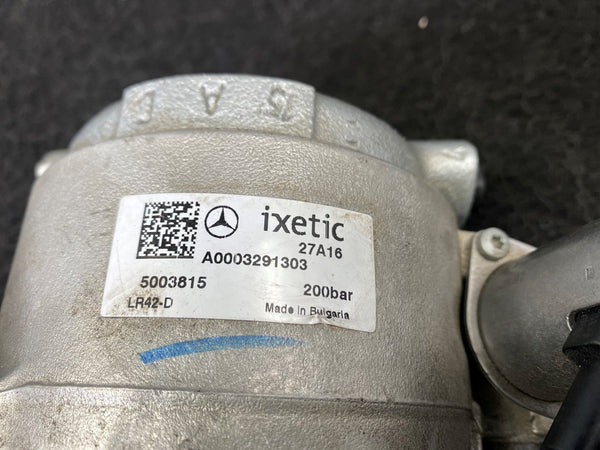 ixetic
27A16
A0003291303
5003815
200bar
LR42-D
Made in Bulgaria